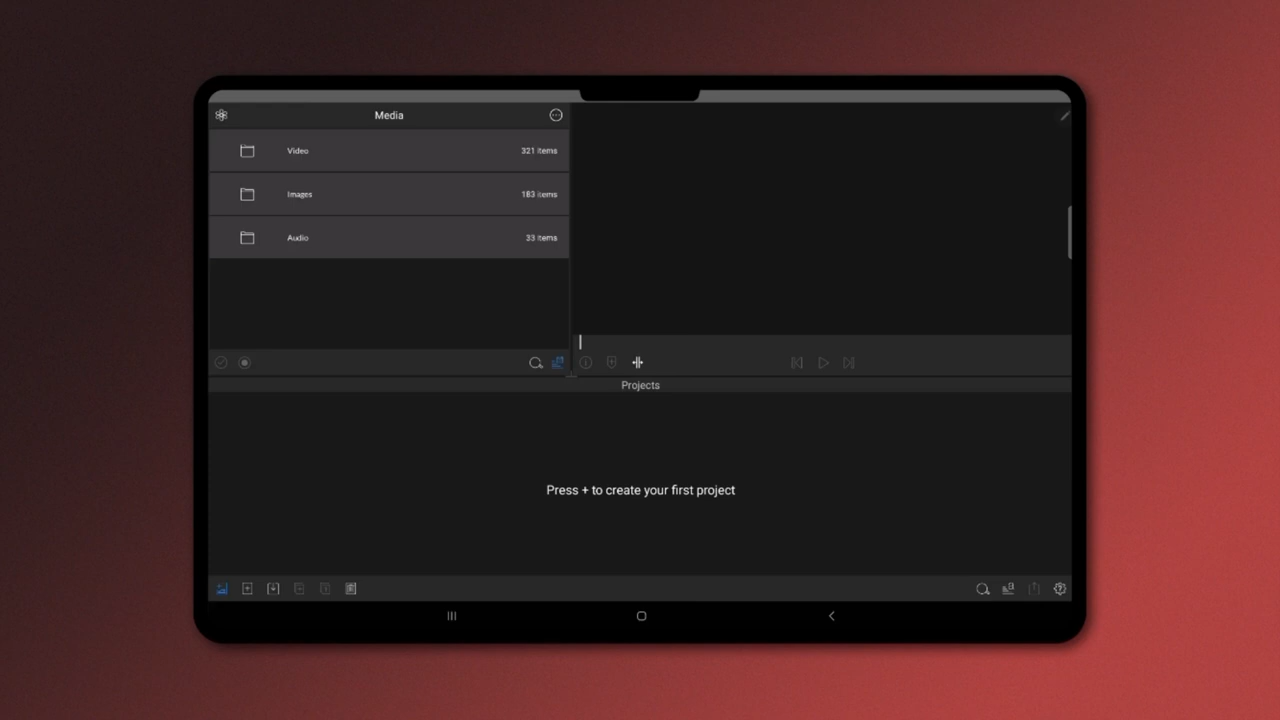 Media
Video 321 items
Images 183 items
Audio 33 items
Projects
Press + to create your first project